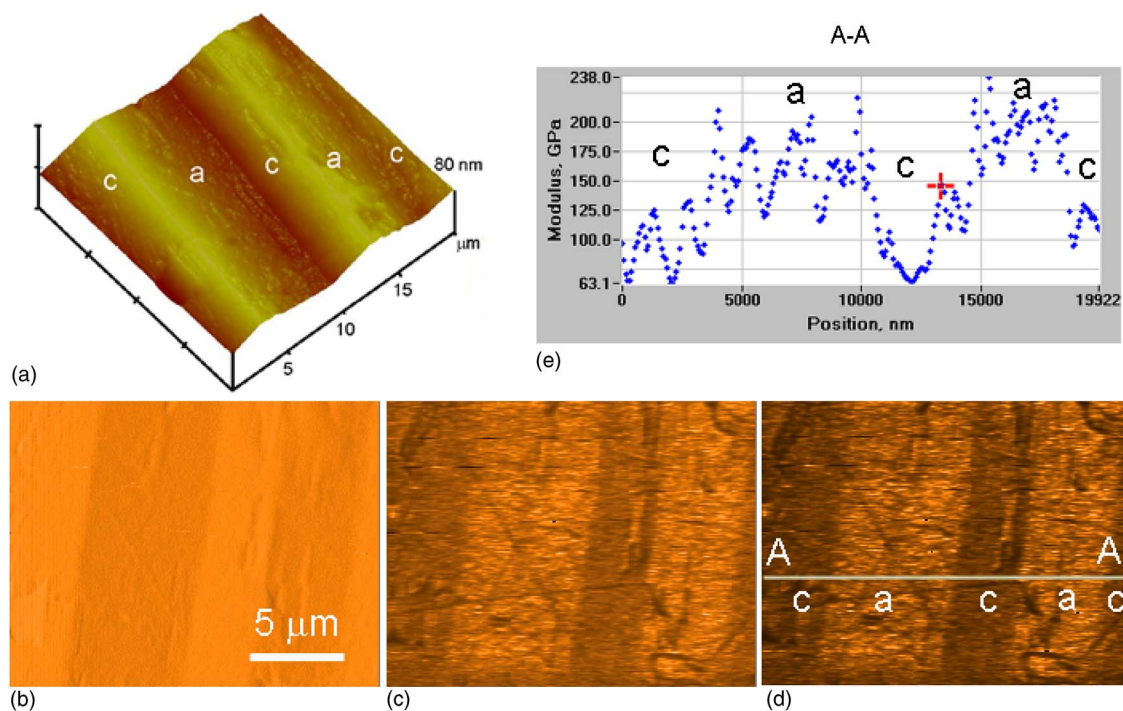 c
a
c
a
c
80 nm
μm
15
10
5
(a)
A-A
238.0
200.0
175.0
150.0
125.0
100.0
63.1
Modulus, GPa
c
a
c
a
c
0
5000
10000
15000
19922
Position, nm
(e)
5 μm
(b)
(c)
A
A
c
a
c
a
c
(d)